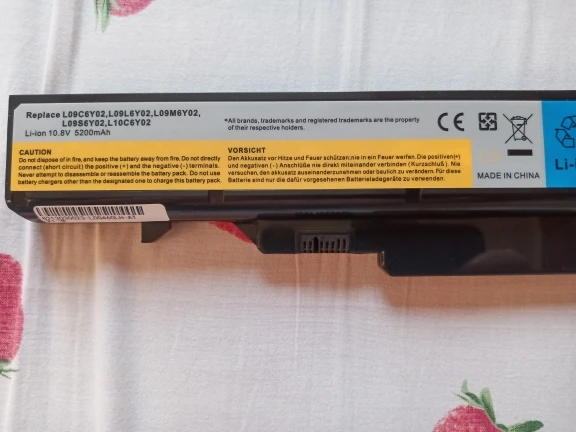 Replace L09C6Y02,L09L6Y02,L09M6Y02,
L09S6Y02,L10C6Y02
Li-ion 10.8V 5200mAh
*All brands, trademarks and registered trademarks are the property
of their respective holders.
CE
MADE IN CHINA
Li-
CAUTION
Do not dispose of in fire, and keep the battery away from fire. Do not directly
connect (short circuit) the positive (+) and the negative (-) terminals.
Never attempt to disassemble or reassemble the battery pack. Do not use
battery chargers other than the designated one to charge this battery.
VORSICHT
Den Akkusatz vor Hitze und Feuer schützen;nie in ein Feuer werfen. Die positiven(+)
und negativen (-) Anschlüße nie direkt miteinander verbinden (Kurzschluß). Nie
versuchen, den akkusatz auseinanderzunehmen oder baulich zu verändern. Für diese
Batterie sind nur die dafür vorgesehenen Batterieladegeräte zu verwenden.